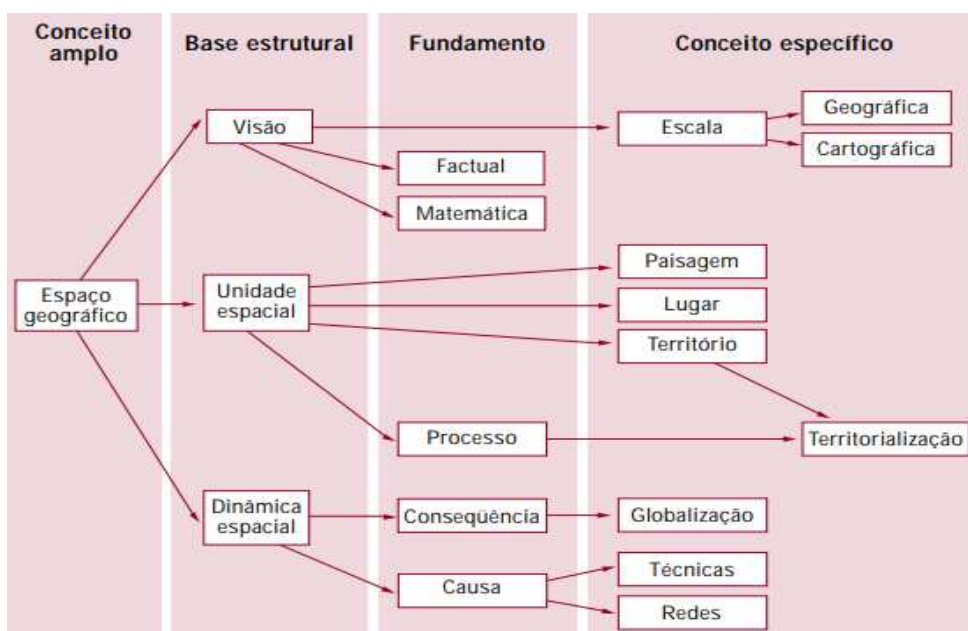 Conceito
amplo
Base estrutural
Fundamento
Conceito específico
Visão
Escala
Geográfica
Cartográfica
Factual
Matemática
Espaço
geográfico
Unidade
espacial
Paisagem
Lugar
Território
Processo
Territorialização
Dinâmica
espacial
Conseqüência
Globalização
Causa
Técnicas
Redes